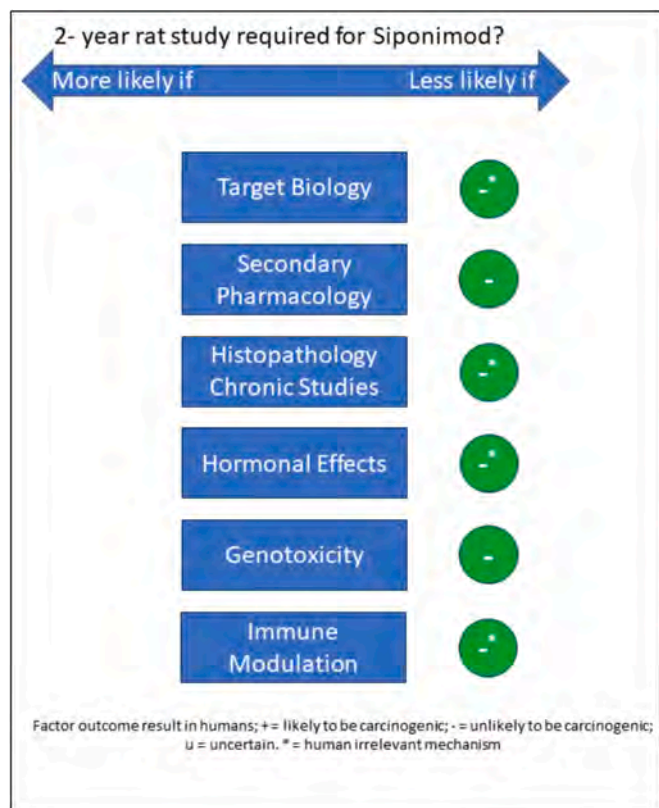 2- year rat study required for Siponimod?
More likely if Less likely if
Target Biology -*
Secondary
Pharmacology -
Histopathology
Chronic Studies -*
Hormonal Effects -*
Genotoxicity -
Immune
Modulation -*
Factor outcome result in humans; + = likely to be carcinogenic; - = unlikely to be carcinogenic;
u = uncertain. * = human irrelevant mechanism